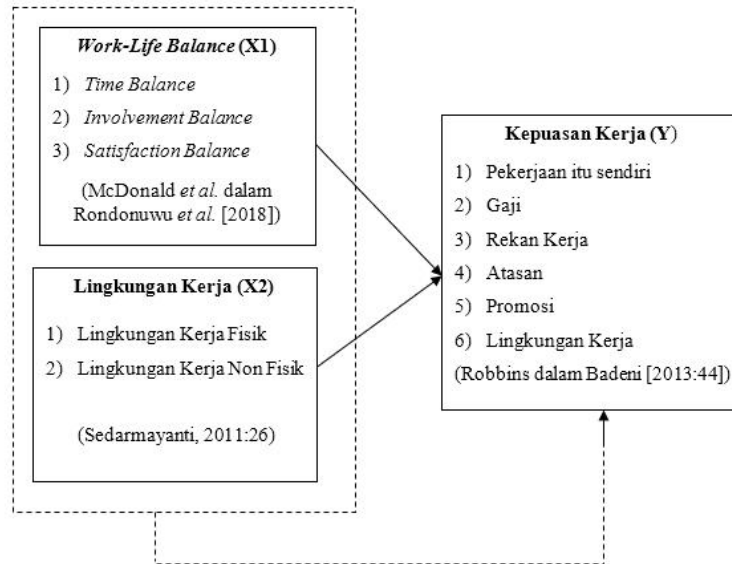 Work-Life Balance (X1)
1) Time Balance
2) Involvement Balance
3) Satisfaction Balance
(McDonald et al. dalam
Rondonuwu et al. [2018])
Lingkungan Kerja (X2)
1) Lingkungan Kerja Fisik
2) Lingkungan Kerja Non Fisik
(Sedarmayanti, 2011:26)
Kepuasan Kerja (Y)
1) Pekerjaan itu sendiri
2) Gaji
3) Rekan Kerja
4) Atasan
5) Promosi
6) Lingkungan Kerja
(Robbins dalam Badeni [2013:44])